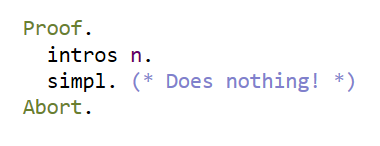 Proof.
  intros n.
  simpl. (* Does nothing! *)
Abort.